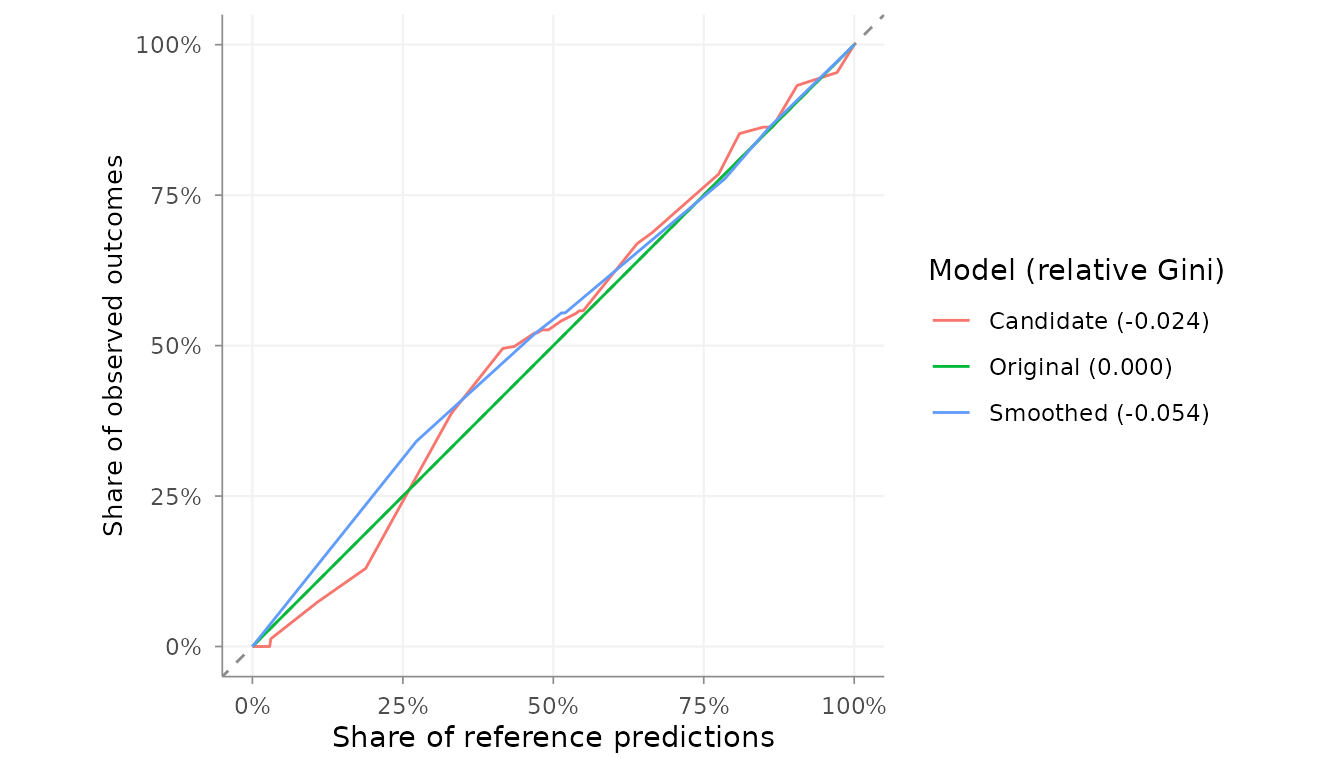 100%
75%
50%
25%
0%
Share of observed outcomes
0% 25% 50% 75% 100%
Share of reference predictions
Model (relative Gini)
Candidate (-0.024)
Original (0.000)
Smoothed (-0.054)